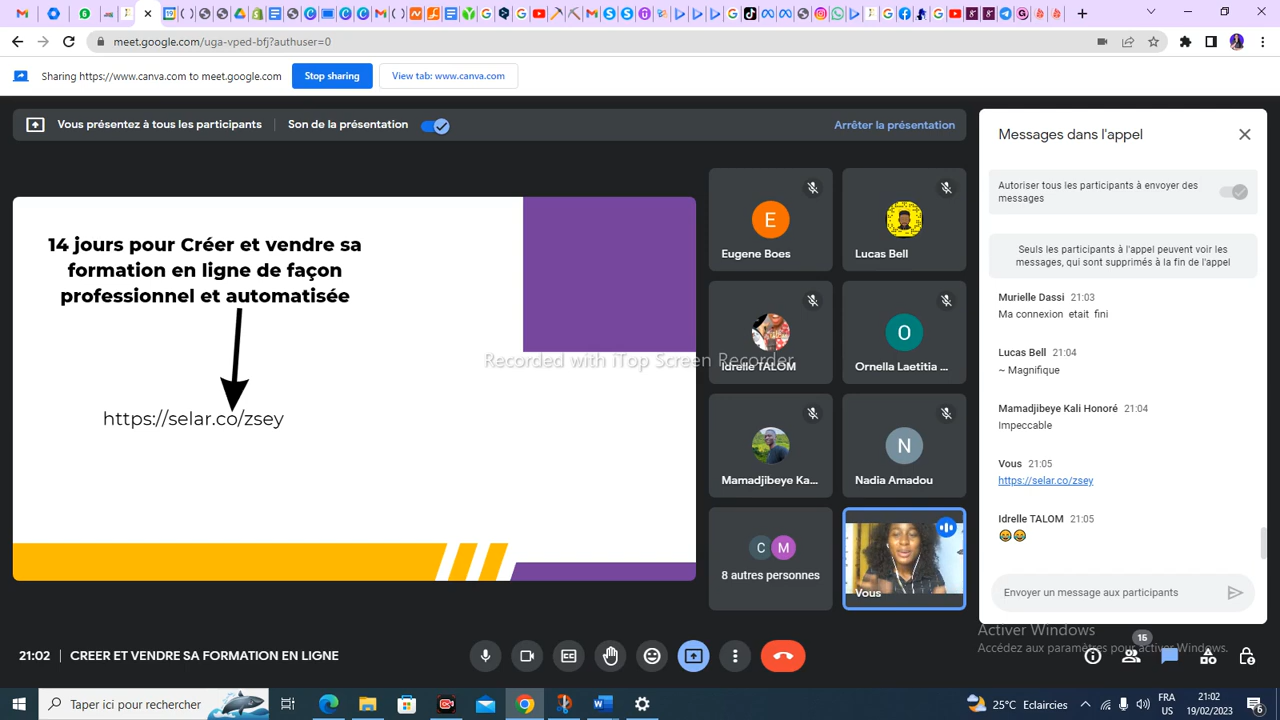 meet.google.com/uga-vped-bfj?authuser=0
Sharing https://www.canva.com to meet.google.com
Stop sharing
View tab: www.canva.com
Vous présentez à tous les participants
Son de la présentation
Arrêter la présentation
14 jours pour Créer et vendre sa
formation en ligne de façon
professionnel et automatisée
https://selar.co/zsey
Recorded with iTop Screen Recorder
E
Eugene Boes
Lucas Bell
Idrelle TALOM
O
Ornella Laetitia ...
Mamadjibeye Ka...
N
Nadia Amadou
C M
8 autres personnes
Vous
Messages dans l'appel
Autoriser tous les participants à envoyer des
messages
Seuls les participants à l'appel peuvent voir les
messages, qui sont supprimés à la fin de l'appel
Murielle Dassi 21:03
Ma connexion etait fini
Lucas Bell 21:04
~ Magnifique
Mamadjibeye Kali Honoré 21:04
Impeccable
Vous 21:05
https://selar.co/zsey
Idrelle TALOM 21:05
Envoyer un message aux participants
Activer Windows
Accédez aux paramètres pour activer Windows.
21:02 | CREER ET VENDRE SA FORMATION EN LIGNE
15
Taper ici pour rechercher
25°C Eclaircies
FRA
US
21:02
19/02/2023
6